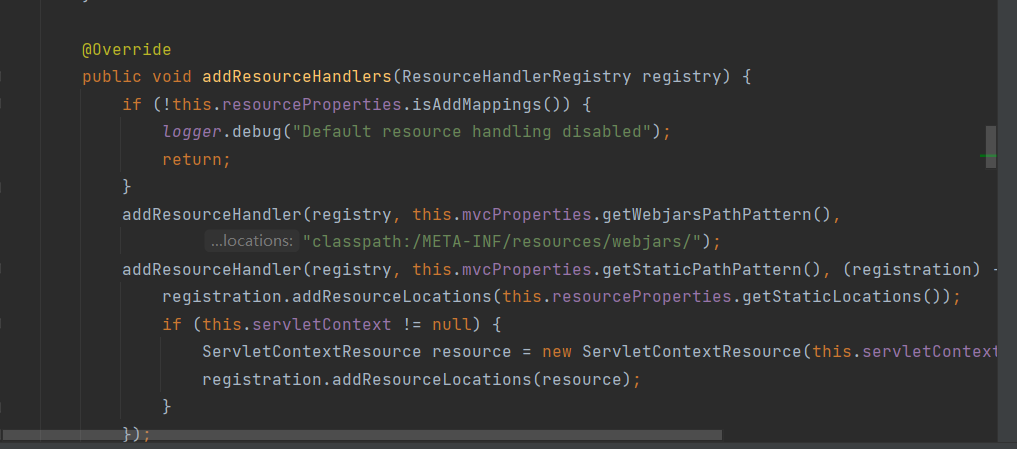 @Override
public void addResourceHandlers(ResourceHandlerRegistry registry) {
if (!this.resourceProperties.isAddMappings()) {
logger.debug("Default resource handling disabled");
return;
}
addResourceHandler(registry, this.mvcProperties.getWebjarsPathPattern(),
...locations: "classpath:/META-INF/resources/webjars/");
addResourceHandler(registry, this.mvcProperties.getStaticPathPattern(), (registration) -
registration.addResourceLocations(this.resourceProperties.getStaticLocations());
if (this.servletContext != null) {
ServletContextResource resource = new ServletContextResource(this.servletContext
registration.addResourceLocations(resource);
}
});